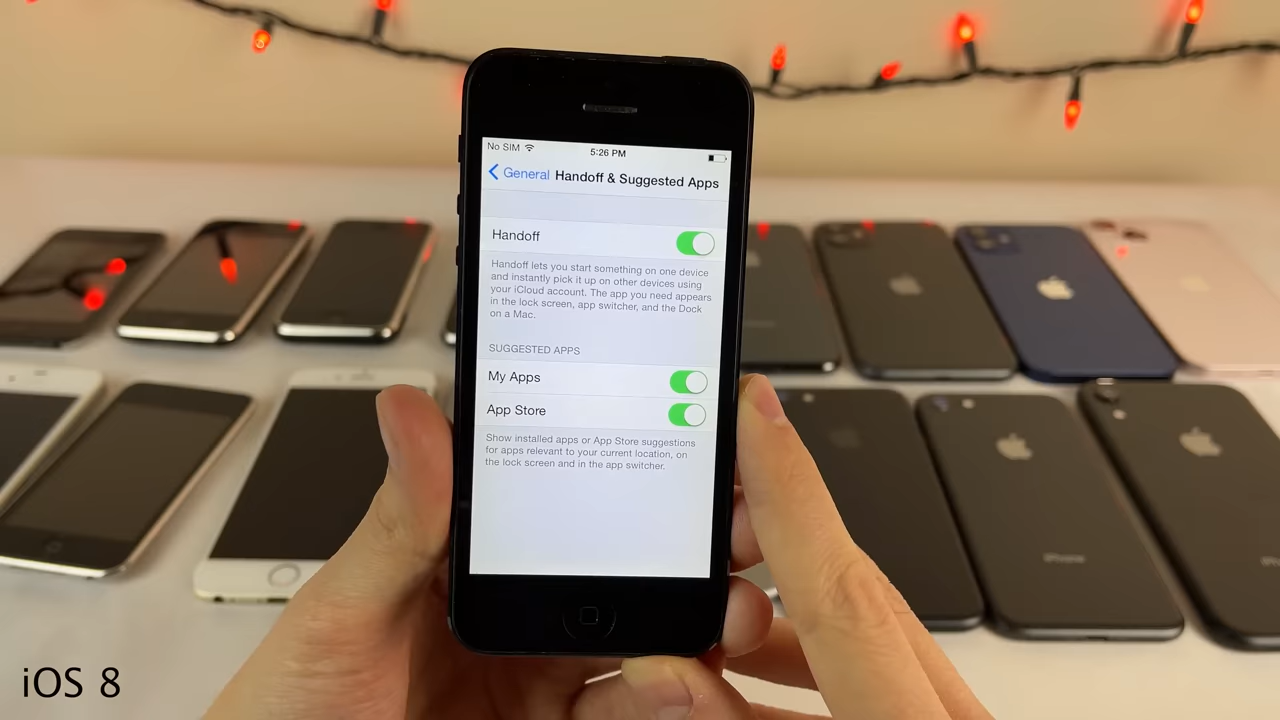 No SIM 5:26 PM
General Handoff & Suggested Apps
Handoff
Handoff lets you start something on one device
and instantly pick it up on other devices using
your iCloud account. The app you need appears
in the lock screen, app switcher, and the Dock
on a Mac.
SUGGESTED APPS
My Apps
App Store
Show installed apps or App Store suggestions
for apps relevant to your current location, on
the lock screen and in the app switcher.
iPhone
iOS 8